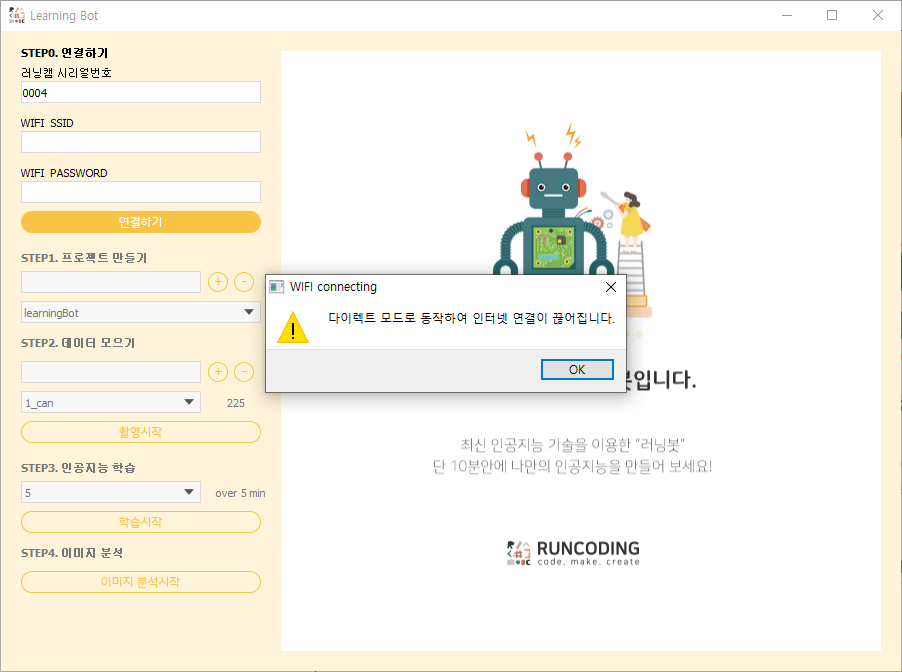 Learning Bot
STEP0. 연결하기
러닝캠 시리얼번호
0004
WIFI SSID
WIFI PASSWORD
연결하기
STEP1. 프로젝트 만들기
+ -
learningBot
STEP2. 데이터 모으기
+ -
1_can
225
촬영시작
STEP3. 인공지능 학습
5
over 5 min
학습시작
STEP4. 이미지 분석
이미지 분석시작
WIFI connecting
다이렉트 모드로 동작하여 인터넷 연결이 끊어집니다.
OK
봇입니다.
최신 인공지능 기술을 이용한 "러닝봇"
단 10분안에 나만의 인공지능을 만들어 보세요!
RUNCODING
code. make. create